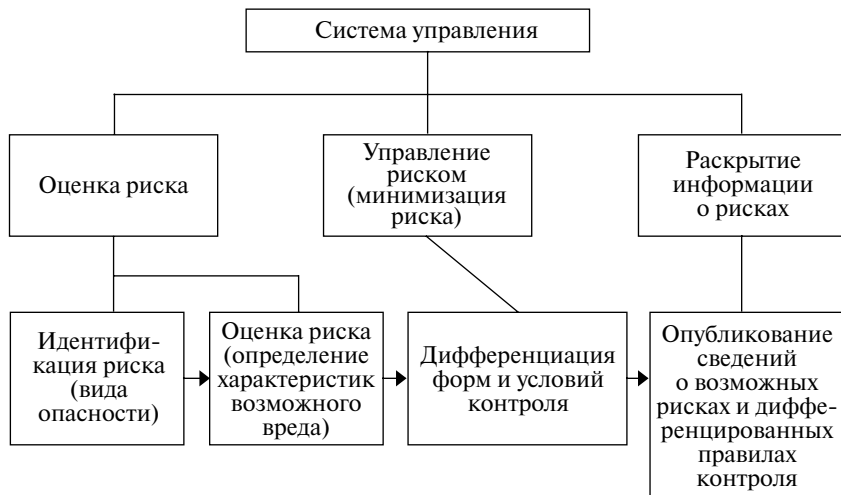 Система управления
Оценка риска
Управление
риском
(минимизация
риска)
Раскрытие
информации
о рисках
Идентифи-
кация риска
(вида
опасности)
Оценка риска
(определение
характеристик
возможного
вреда)
Дифференциация
форм и условий
контроля
Опубликование
сведений
о возможных
рисках и диффе-
ренцированных
правилах
контроля